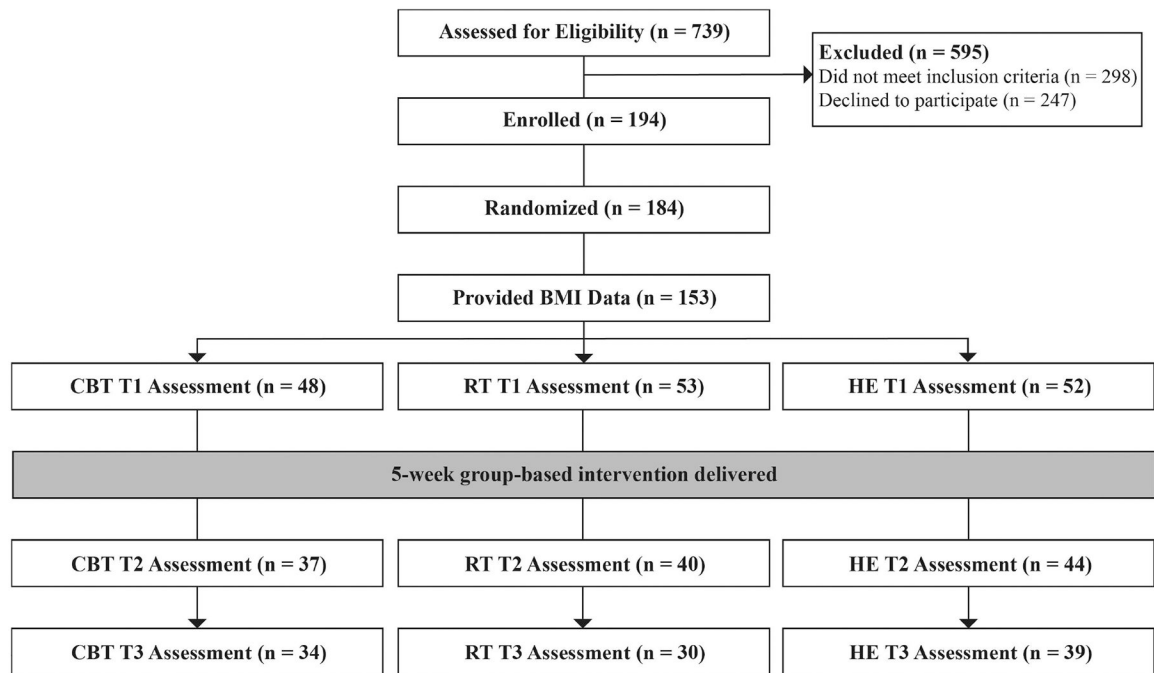 Assessed for Eligibility (n = 739)
Excluded (n = 595)
Did not meet inclusion criteria (n = 298)
Declined to participate (n = 247)
Enrolled (n = 194)
Randomized (n = 184)
Provided BMI Data (n = 153)
CBT T1 Assessment (n = 48)
RT T1 Assessment (n = 53)
HE T1 Assessment (n = 52)
5-week group-based intervention delivered
CBT T2 Assessment (n = 37)
RT T2 Assessment (n = 40)
HE T2 Assessment (n = 44)
CBT T3 Assessment (n = 34)
RT T3 Assessment (n = 30)
HE T3 Assessment (n = 39)